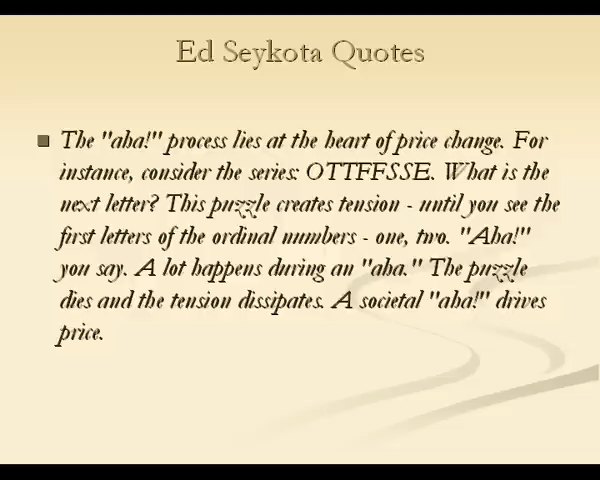 Ed Seykota Quotes
The "aha!" process lies at the heart of price change. For
instance, consider the series: OTTFFSSE. What is the
next letter? This puzzle creates tension - until you see the
first letters of the ordinal numbers - one, two. "Aha!"
you say. A lot happens during an "aha." The puzzle
dies and the tension dissipates. A societal "aha!" drives
price.